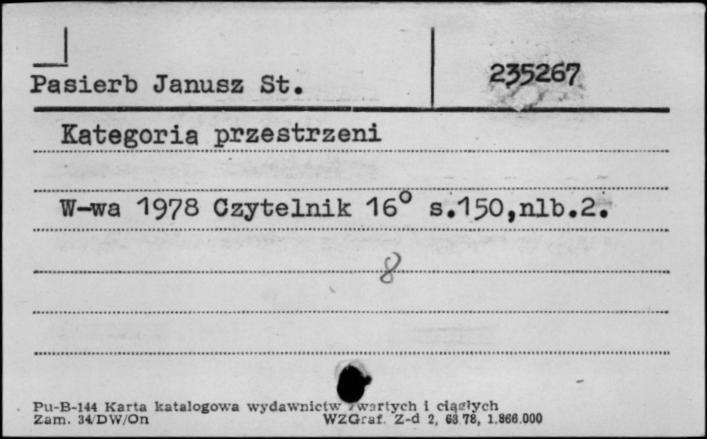 Pasierb Janusz St.
235267
Kategoria przestrzeni
W-wa 1978 Czytelnik 16° s.150,nlb.2.
8
Pu-B-144 Karta katalogowa wydawnictw zwartych i ciągłych
Zam. 34/DW/On WZGraf. Z-d 2, 63 78, 1.866.000